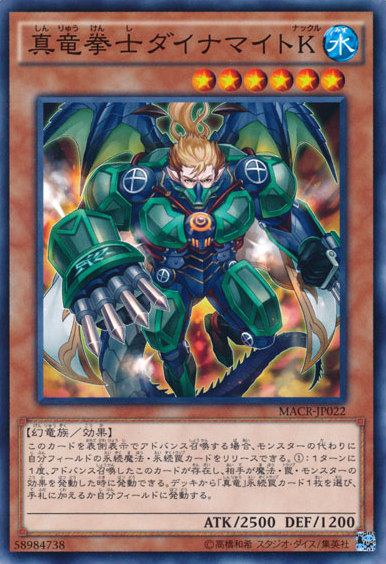 しん りゅう けん し ナックル
真竜拳士ダイナマイトK
水
MACR-JP022
【幻竜族／効果】
このカードを表側表示でアドバンス召喚する場合、モンスターの代わりに
自分フィールドの永続魔法・永続罠カードをリリースできる。①：1ターンに
1度、アドバンス召喚したこのカードが存在し、相手が魔法・罠・モンスターの
効果を発動した時に発動できる。デッキから「真竜」永続罠カード1枚を選び、
手札に加えるか自分フィールドに発動する。
ATK/2500 DEF/1200
58984738
©高橋和希 スタジオ・ダイス/集英社